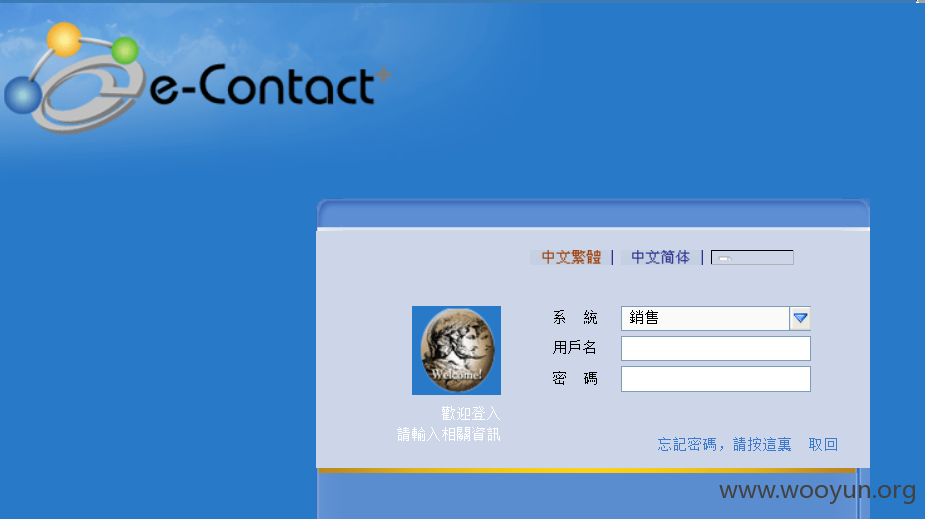 e-Contact+
中文繁體 | 中文简体 |
系 統 銷售
用戶名
密 碼
Welcome!
歡迎登入
請輸入相關資訊
忘記密碼，請按這裏 取回
www.wooyun.org